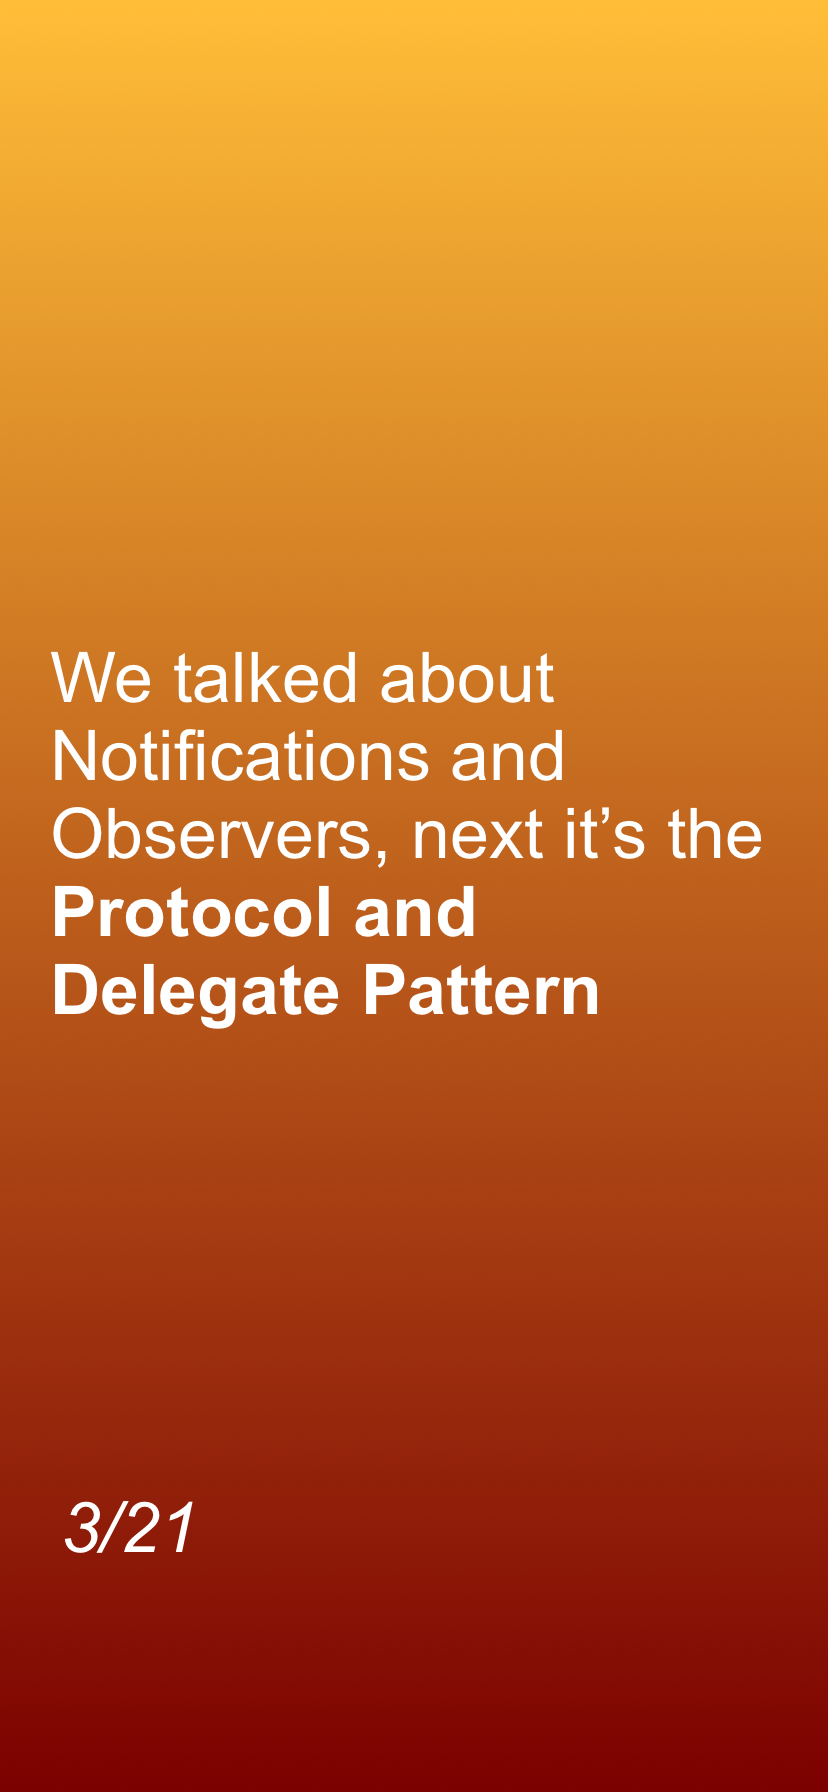 We talked about
Notifications and
Observers, next it’s the
Protocol and
Delegate Pattern
3/21